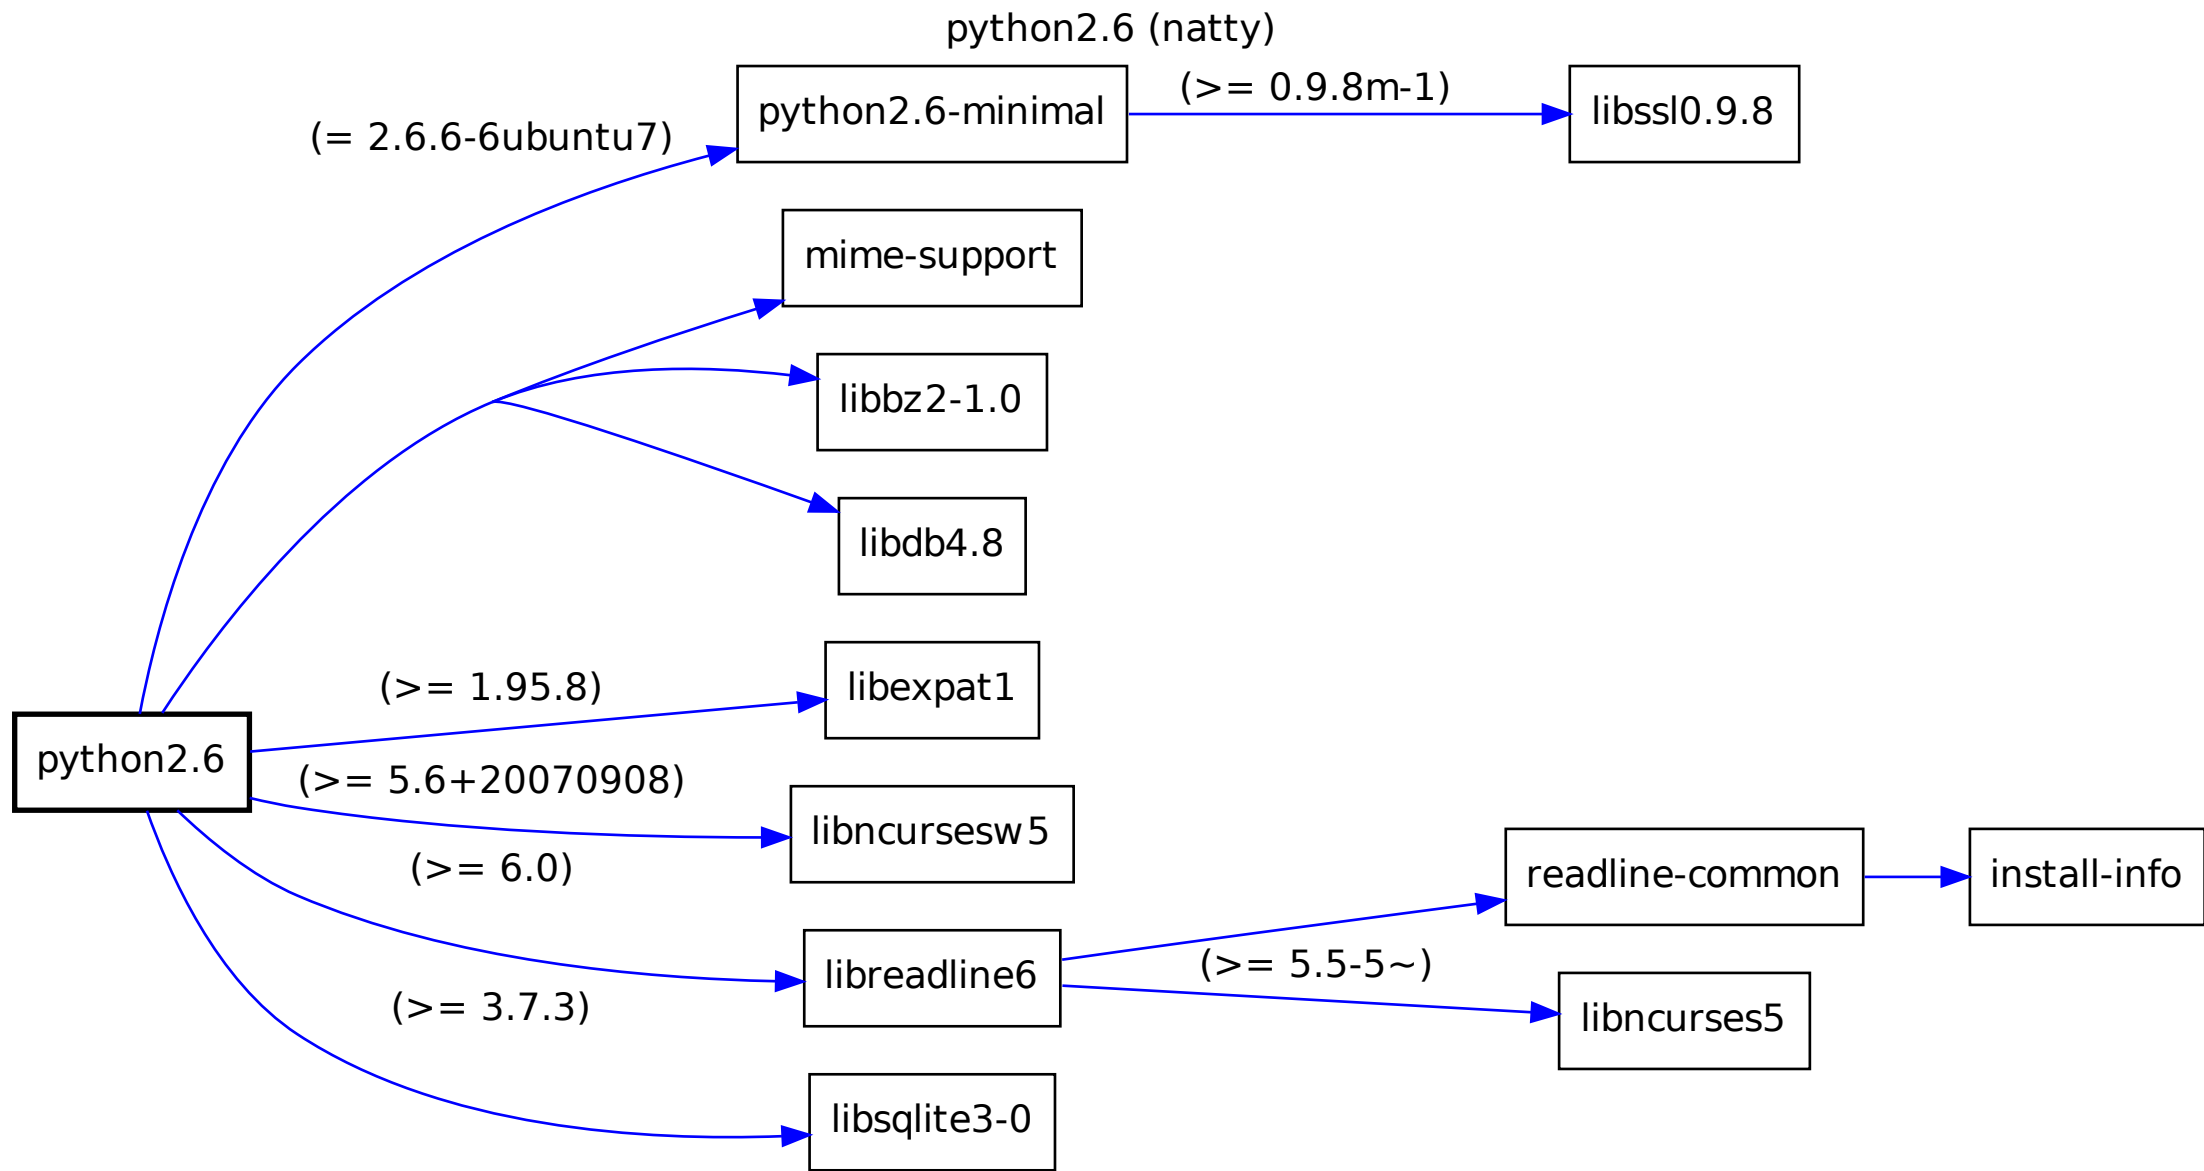 python2.6 (natty)
python2.6-minimal
(>= 0.9.8m-1)
libssl0.9.8
(= 2.6.6-6ubuntu7)
mime-support
libbz2-1.0
libdb4.8
(>= 1.95.8)
libexpat1
python2.6
(>= 5.6+20070908)
libncursesw5
(>= 6.0)
readline-common
install-info
libreadline6
(>= 5.5-5~)
libncurses5
(>= 3.7.3)
libsqlite3-0